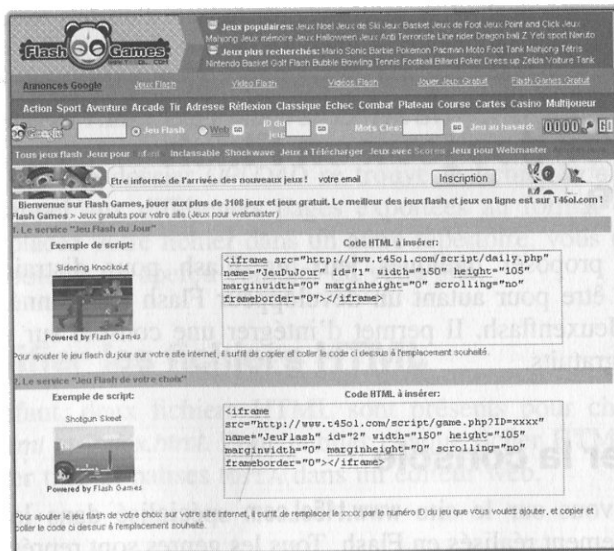 Flash Games
Jeux populaires: Jeux Noel Jeux de Ski Jeux Basket Jeux de Foot Jeux Point and Click Jeux
Mahjong Jeux mémoire Jeux Halloween Jeux Anti Terroriste Line rider Dragon ball Z Yeti sport Naruto
Jeux plus recherchés: Mario Sonic Barbie Pokemon Pacman Moto Foot Tank Mahjong Tétris
Nintendo Basket Golf Flash Bubble Bowling Tennis Football Billard Poker Dress up Zelda Voiture Tank
Annonces Google Jeux Flash Video Flash Vidéos Flash Jouer Jeux Gratuit Flash Games Gratuit
Action Sport Aventure Arcade Tir Adresse Réflexion Classique Echec Combat Plateau Course Cartes Casino Multijoueur
Jeu Flash Web GO ID du jeu GO Mots Clés: GO Jeu au hasard: 0000 GO
Tous jeux flash Jeux pour Inclassable Shockwave Jeux à Télécharger Jeux avec Scores Jeux pour Webmaster
Etre informé de l'arrivée des nouveaux jeux ! votre email Inscription
Bienvenue sur Flash Games, jouer aux plus de 3108 jeux et jeux gratuit. Le meilleur des jeux flash et jeux en ligne est sur T45ol.com !
Flash Games > Jeux gratuits pour votre site (Jeux pour webmaster)
1. Le service "Jeu Flash du Jour"
Exemple de script:
Code HTML à insérer:
Sidering Knockout
Powered by Flash Games
<iframe src="http://www.t45ol.com/script/daily.php"
name="JeuDuJour" id="1" width="150" height="105"
marginwidth="0" marginheight="0" scrolling="no"
frameborder="0"></iframe>
Pour ajouter le jeu flash du jour sur votre site internet, il suffit de copier et coller le code ci dessus à l'emplacement souhaité.
2. Le service "Jeu Flash de votre choix"
Exemple de script:
Code HTML à insérer:
Shotgun Skeet
Powered by Flash Games
<iframe
src="http://www.t45ol.com/script/game.php?ID=xxxx"
name="JeuFlash" id="2" width="150" height="105"
marginwidth="0" marginheight="0" scrolling="no"
frameborder="0"></iframe>
Pour ajouter le jeu flash de votre choix sur votre site internet, il suffit de remplacer le xxxx par le numéro ID du jeu que vous voulez ajouter, et copier et
coller le code ci dessus à l'emplacement souhaité.